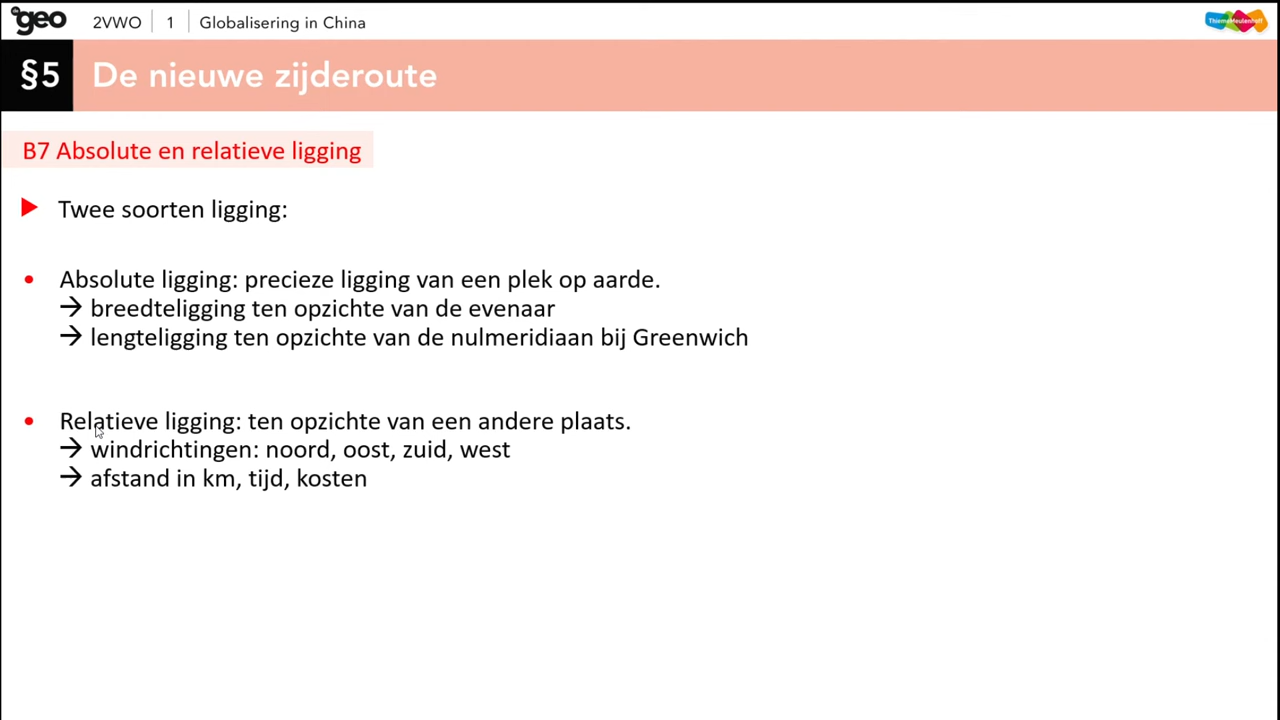 de geo 2VWO 1 Globalisering in China ThiemeMeulenhoff
§5 De nieuwe zijderoute
B7 Absolute en relatieve ligging
Twee soorten ligging:
• Absolute ligging: precieze ligging van een plek op aarde.
→ breedteligging ten opzichte van de evenaar
→ lengteligging ten opzichte van de nulmeridiaan bij Greenwich
• Relatieve ligging: ten opzichte van een andere plaats.
→ windrichtingen: noord, oost, zuid, west
→ afstand in km, tijd, kosten